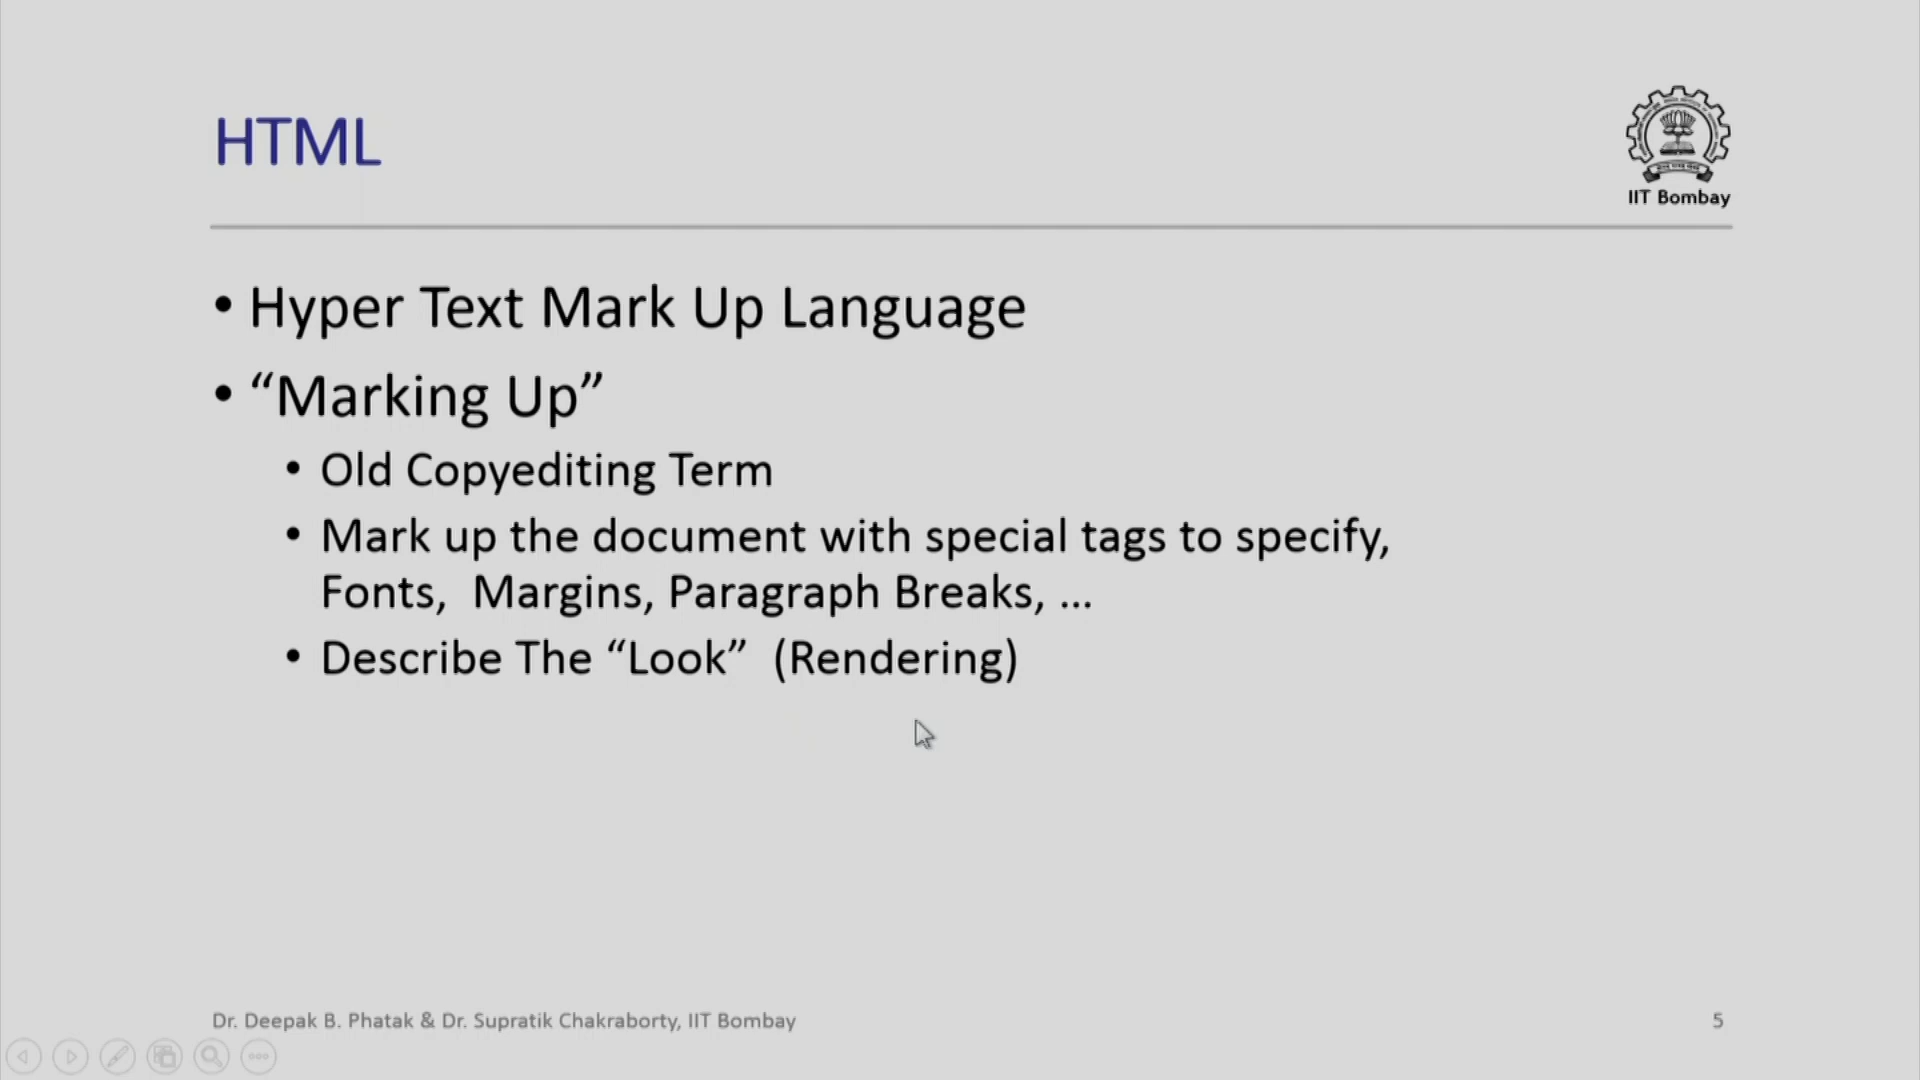 HTML
IIT Bombay
• Hyper Text Mark Up Language
• “Marking Up”
• Old Copyediting Term
• Mark up the document with special tags to specify,
Fonts,  Margins, Paragraph Breaks, ...
• Describe The “Look”  (Rendering)
Dr. Deepak B. Phatak & Dr. Supratik Chakraborty, IIT Bombay
5